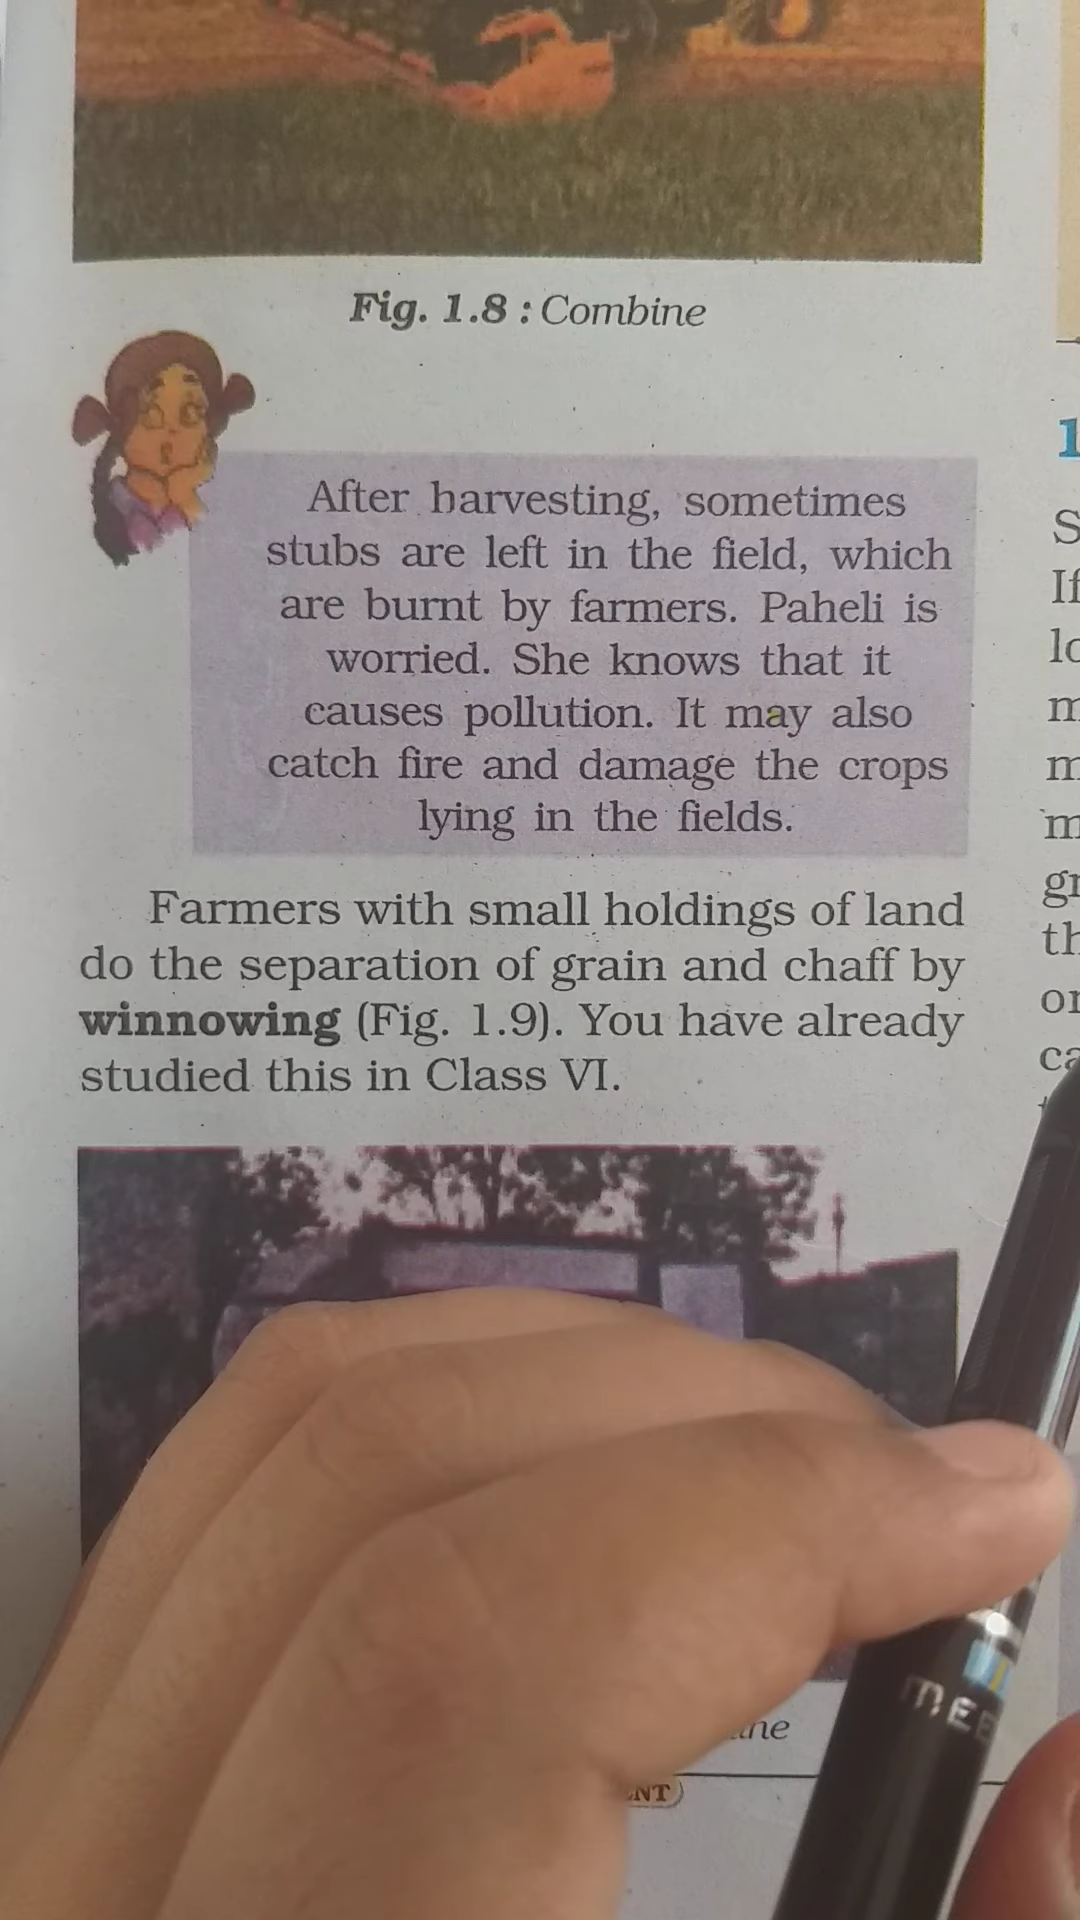 Fig. 1.8 : Combine
After harvesting, sometimes
stubs are left in the field, which
are burnt by farmers. Paheli is
worried. She knows that it
causes pollution. It may also
catch fire and damage the crops
lying in the fields.
Farmers with small holdings of land
do the separation of grain and chaff by
winnowing (Fig. 1.9). You have already
studied this in Class VI.